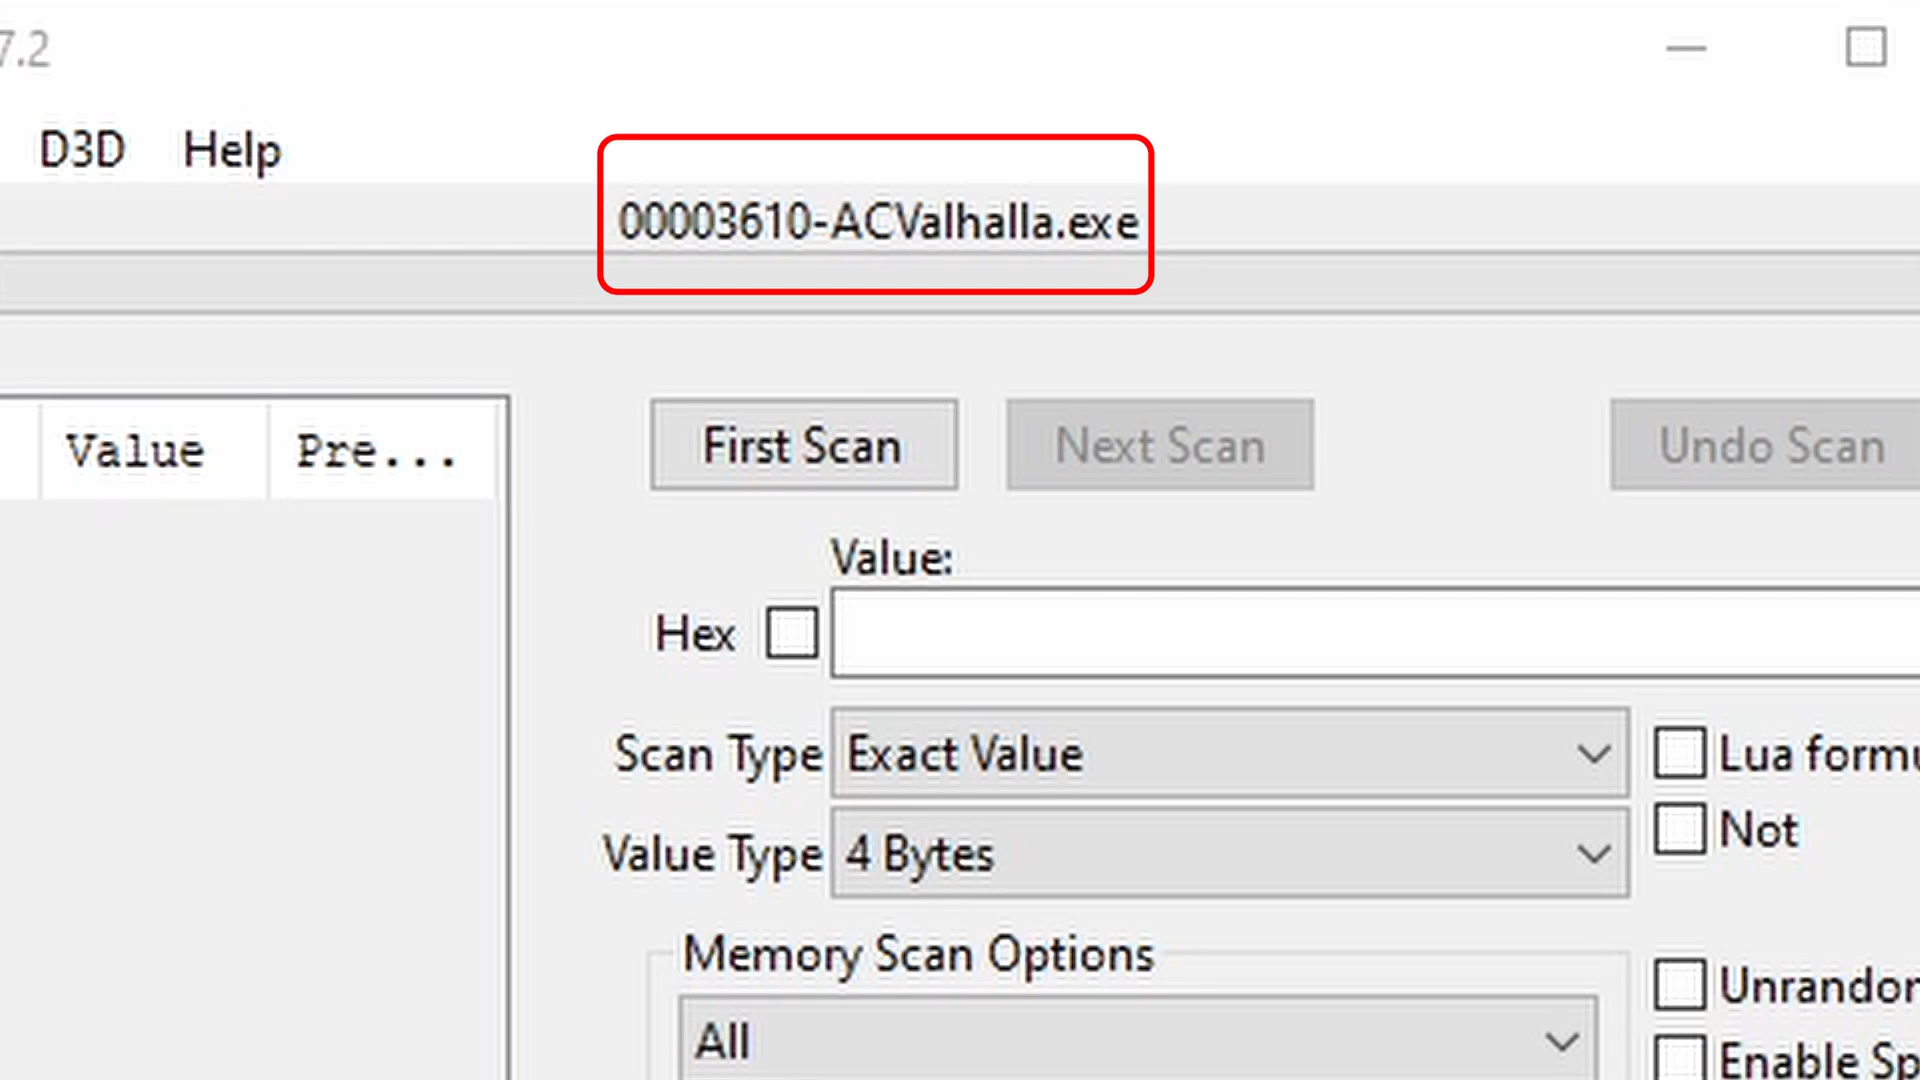 7.2
D3D Help
00003610-ACValhalla.exe
Value Pre...
First Scan Next Scan Undo Scan
Value:
Hex
Scan Type Exact Value Lua formu
Value Type 4 Bytes Not
Memory Scan Options
Unrandom
All
Enable Sp